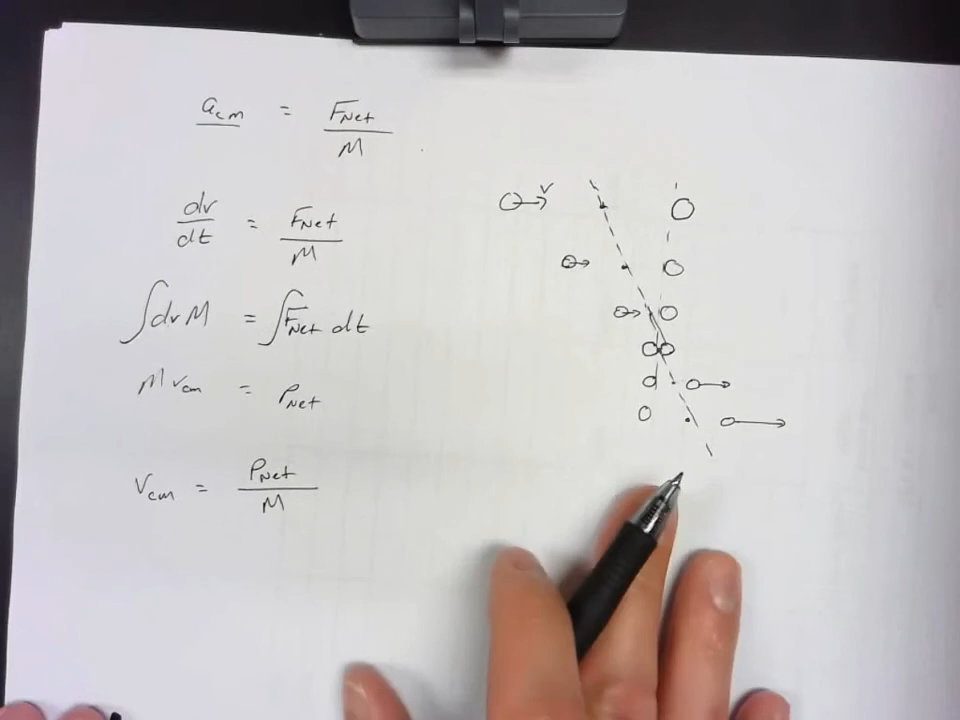 a_cm = F_Net / M
v
dv/dt = F_Net / M
∫dv M = ∫F_Net dt
M v_cm = P_Net
v_cm = P_Net / M